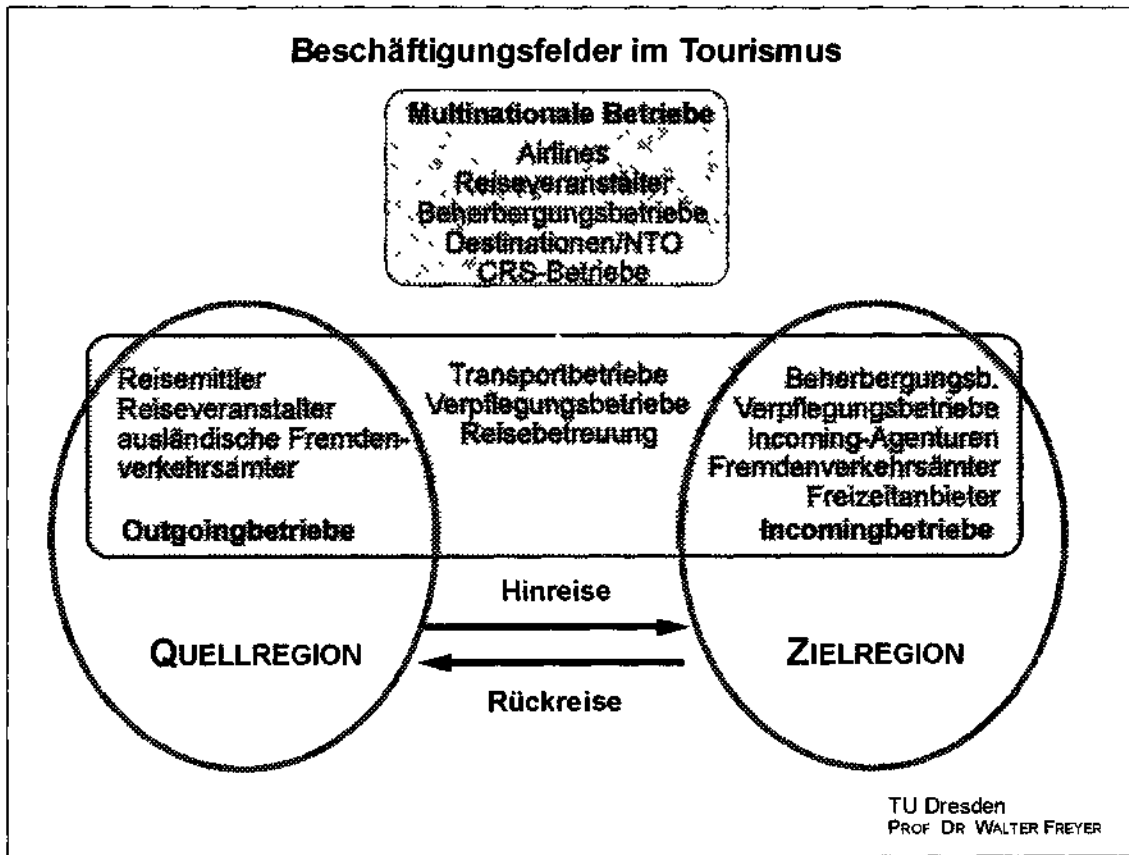 Beschäftigungsfelder im Tourismus
Multinationale Betriebe
Airlines
Reiseveranstalter
Beherbergungsbetriebe
Destinationen/NTO
CRS-Betriebe
Reisemittler
Reiseveranstalter
ausländische Fremden-
verkehrsämter
Outgoingbetriebe
Transportbetriebe
Verpflegungsbetriebe
Reisebetreuung
Beherbergungsb.
Verpflegungsbetriebe
Incoming-Agenturen
Fremdenverkehrsämter
Freizeitanbieter
Incomingbetriebe
Hinreise
QUELLREGION
ZIELREGION
Rückreise
TU Dresden
PROF DR WALTER FREYER